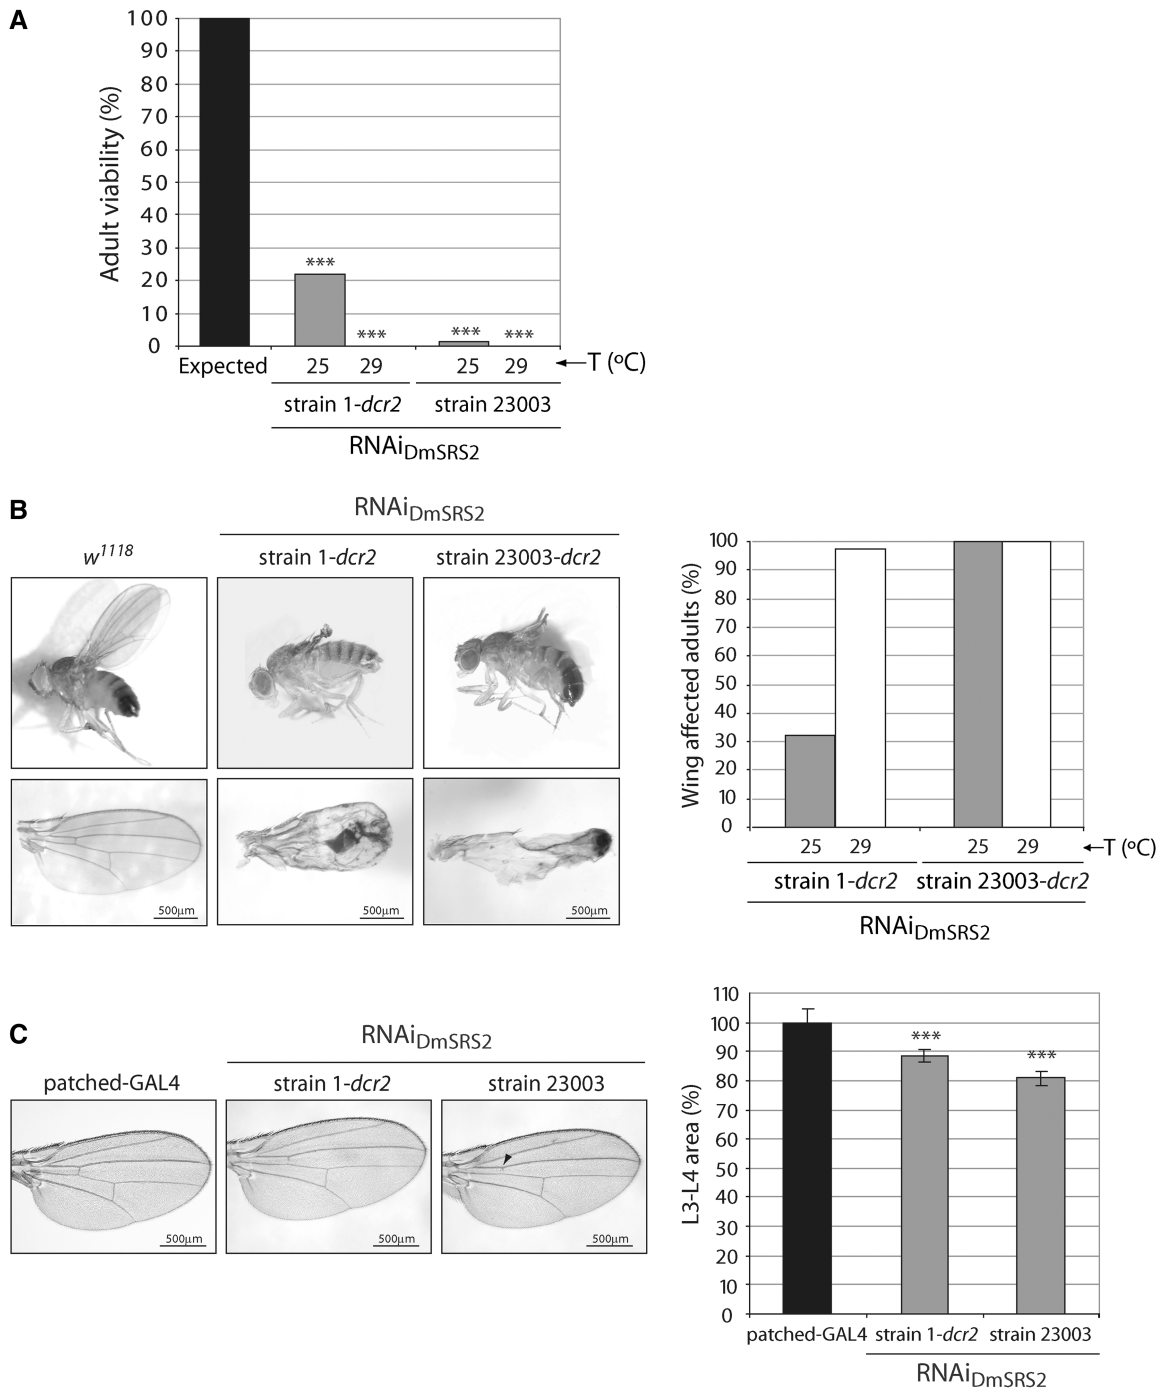 A
Adult viability (%)
100
90
80
70
60
50
40
30
20
10
0
***
***
***
***
Expected
25
29
25
29
T (ºC)
strain 1-dcr2
strain 23003
RNAiDmSRS2
B
RNAiDmSRS2
w1118
strain 1-dcr2
strain 23003-dcr2
500µm
500µm
500µm
Wing affected adults (%)
100
90
80
70
60
50
40
30
20
10
0
25
29
25
29
T (ºC)
strain 1-dcr2
strain 23003-dcr2
RNAiDmSRS2
C
RNAiDmSRS2
patched-GAL4
strain 1-dcr2
strain 23003
500µm
500µm
500µm
L3-L4 area (%)
110
100
90
80
70
60
50
40
30
20
10
0
***
***
patched-GAL4
strain 1-dcr2
strain 23003
RNAiDmSRS2